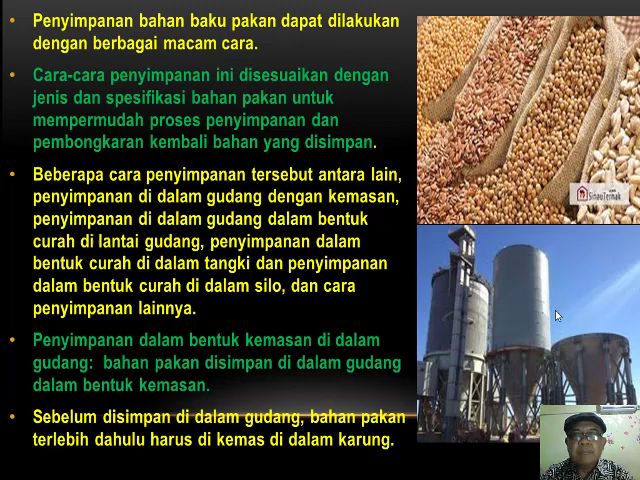 Penyimpanan bahan baku pakan dapat dilakukan
dengan berbagai macam cara.
Cara-cara penyimpanan ini disesuaikan dengan
jenis dan spesifikasi bahan pakan untuk
mempermudah proses penyimpanan dan
pembongkaran kembali bahan yang disimpan.
Beberapa cara penyimpanan tersebut antara lain,
penyimpanan di dalam gudang dengan kemasan,
penyimpanan di dalam gudang dalam bentuk
curah di lantai gudang, penyimpanan dalam
bentuk curah di dalam tangki dan penyimpanan
dalam bentuk curah di dalam silo, dan cara
penyimpanan lainnya.
Penyimpanan dalam bentuk kemasan di dalam
gudang: bahan pakan disimpan di dalam gudang
dalam bentuk kemasan.
Sebelum disimpan di dalam gudang, bahan pakan
terlebih dahulu harus di kemas di dalam karung.
SinauTernak